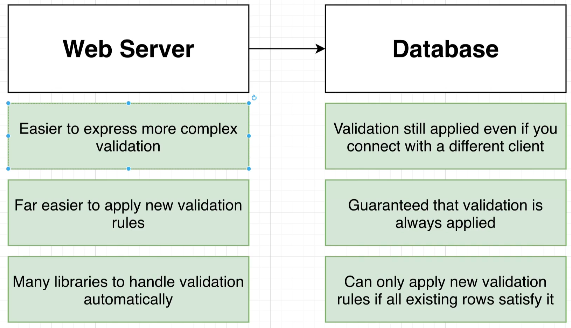 Web Server
Database
Easier to express more complex
validation
Validation still applied even if you
connect with a different client
Far easier to apply new validation
rules
Guaranteed that validation is
always applied
Many libraries to handle validation
automatically
Can only apply new validation
rules if all existing rows satisfy it